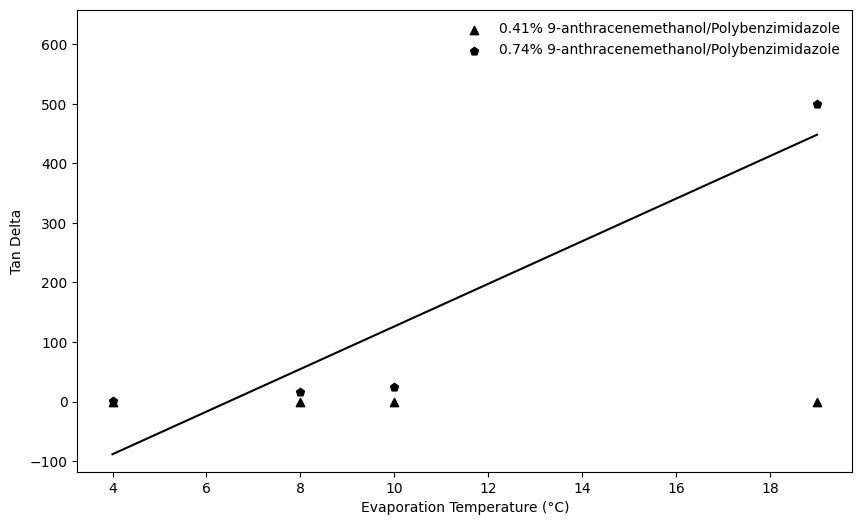 0.41% 9-anthracenemethanol/Polybenzimidazole
0.74% 9-anthracenemethanol/Polybenzimidazole
600
500
400
300
200
100
0
−100
Tan Delta
4 6 8 10 12 14 16 18
Evaporation Temperature (°C)